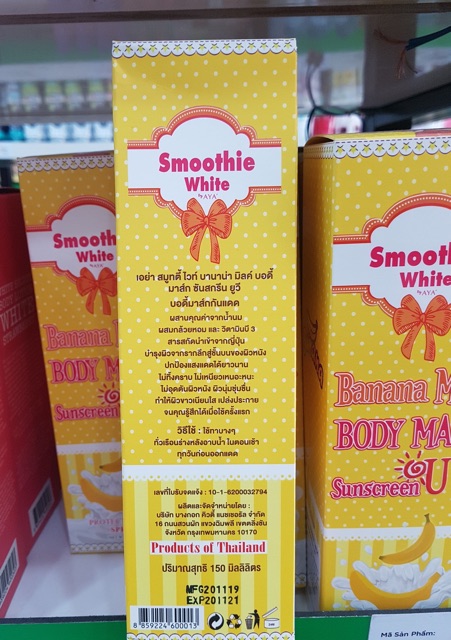 Smoothie
White
by AYA
เอย่า สมูทตี้ ไวท์ บานาน่า มิลค์ บอดี้
มาส์ก ซันสกรีน ยูวี
บอดี้มาส์กกันแดด
ผสานคุณค่าจากน้ำนม
ผสมกล้วยหอม และ วิตามินบี 3
สารสกัดนำเข้าจากญี่ปุ่น
บำรุงผิวจากรากลึกสู่ชั้นบนของผิวหนัง
ปกป้องแสงแดดได้ยาวนาน
ไม่ทิ้งคราบ ไม่เหนียวเหนอะหนะ
ไม่อุดตันผิวหนัง ผิวนุ่มชุ่มชื่น
ทำให้ผิวขาวเนียนใส เปล่งประกาย
จนคุณรู้สึกได้เมื่อใช้ครั้งแรก
วิธีใช้ : ใช้ทาบางๆ
ทั่วเรือนร่างหลังอาบน้ำ ในตอนเช้า
ทุกวันก่อนออกแดด
เลขที่ใบรับจดแจ้ง : 10-1-6200032794
ผลิตและจัดจำหน่ายโดย :
บริษัท บางกอก คิวตี้ แนชเชอรัล จำกัด
16 ถนนสวนผัก แขวงฉิมพลี เขตตลิ่งชัน
จังหวัด กรุงเทพมหานคร 10170
Products of Thailand
ปริมาณสุทธิ 150 มิลลิลิตร
MFG201119
EXP201121
8 859224 600013
24M
Smooth
White
by AYA
Banana M
BODY MA
Sunscreen
Smooth
White
by AYA
Banana M
BODY MA
Sunscreen U
Mã Sản Phẩm: